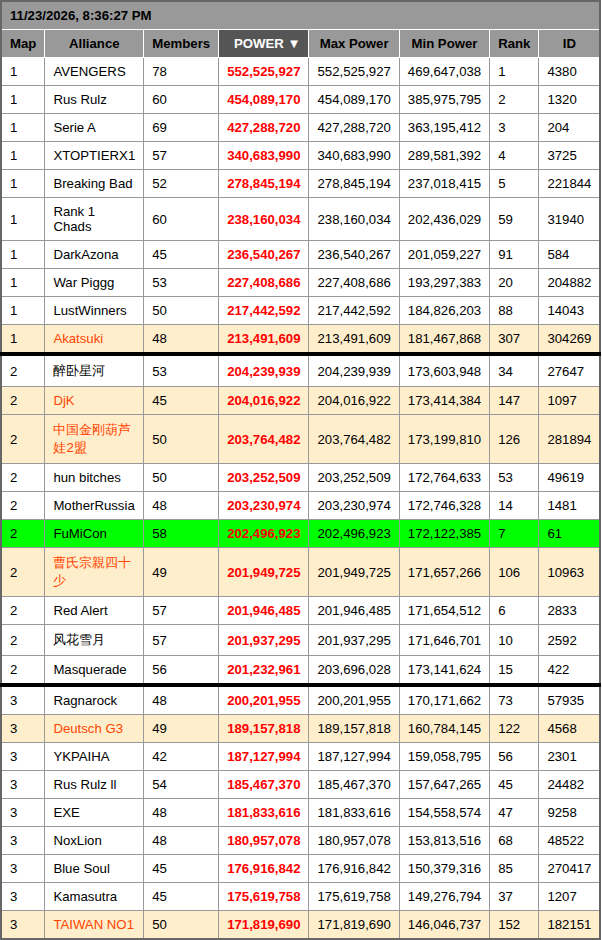 11/23/2026, 8:36:27 PM
Map Alliance Members POWER ▼ Max Power Min Power Rank ID
1 AVENGERS 78 552,525,927 552,525,927 469,647,038 1 4380
1 Rus Rulz 60 454,089,170 454,089,170 385,975,795 2 1320
1 Serie A 69 427,288,720 427,288,720 363,195,412 3 204
1 XTOPTIERX1 57 340,683,990 340,683,990 289,581,392 4 3725
1 Breaking Bad 52 278,845,194 278,845,194 237,018,415 5 221844
1 Rank 1 Chads 60 238,160,034 238,160,034 202,436,029 59 31940
1 DarkAzona 45 236,540,267 236,540,267 201,059,227 91 584
1 War Piggg 53 227,408,686 227,408,686 193,297,383 20 204882
1 LustWinners 50 217,442,592 217,442,592 184,826,203 88 14043
1 Akatsuki 48 213,491,609 213,491,609 181,467,868 307 304269
2 醉卧星河 53 204,239,939 204,239,939 173,603,948 34 27647
2 DjK 45 204,016,922 204,016,922 173,414,384 147 1097
2 中国金刚葫芦娃2盟 50 203,764,482 203,764,482 173,199,810 126 281894
2 hun bitches 50 203,252,509 203,252,509 172,764,633 53 49619
2 MotherRussia 48 203,230,974 203,230,974 172,746,328 14 1481
2 FuMiCon 58 202,496,923 202,496,923 172,122,385 7 61
2 曹氏宗親四十少 49 201,949,725 201,949,725 171,657,266 106 10963
2 Red Alert 57 201,946,485 201,946,485 171,654,512 6 2833
2 风花雪月 57 201,937,295 201,937,295 171,646,701 10 2592
2 Masquerade 56 201,232,961 203,696,028 173,141,624 15 422
3 Ragnarock 48 200,201,955 200,201,955 170,171,662 73 57935
3 Deutsch G3 49 189,157,818 189,157,818 160,784,145 122 4568
3 YKPAIHA 42 187,127,994 187,127,994 159,058,795 56 2301
3 Rus Rulz ll 54 185,467,370 185,467,370 157,647,265 45 24482
3 EXE 48 181,833,616 181,833,616 154,558,574 47 9258
3 NoxLion 48 180,957,078 180,957,078 153,813,516 68 48522
3 Blue Soul 45 176,916,842 176,916,842 150,379,316 85 270417
3 Kamasutra 45 175,619,758 175,619,758 149,276,794 37 1207
3 TAIWAN NO1 50 171,819,690 171,819,690 146,046,737 152 182151